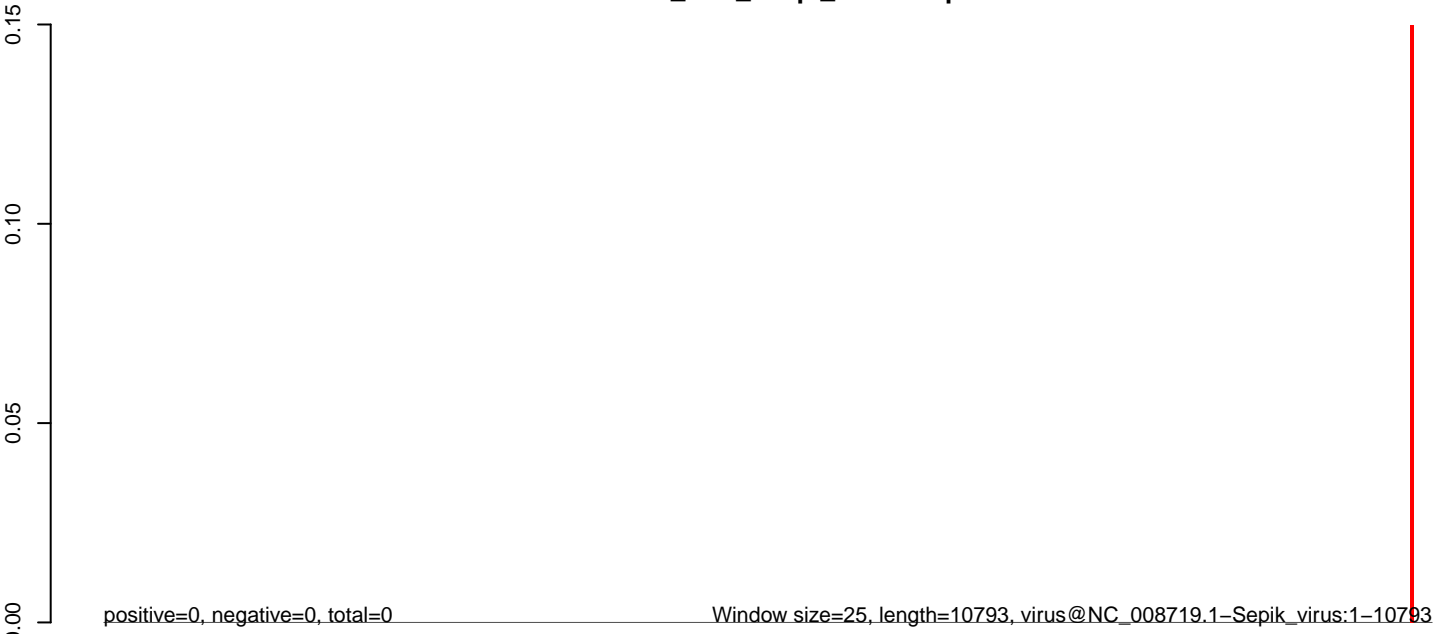 0.15
0.10
0.05
0.00
positive=0, negative=0, total=0
Window size=25, length=10793, virus@NC_008719.1−Sepik_virus:1−10793